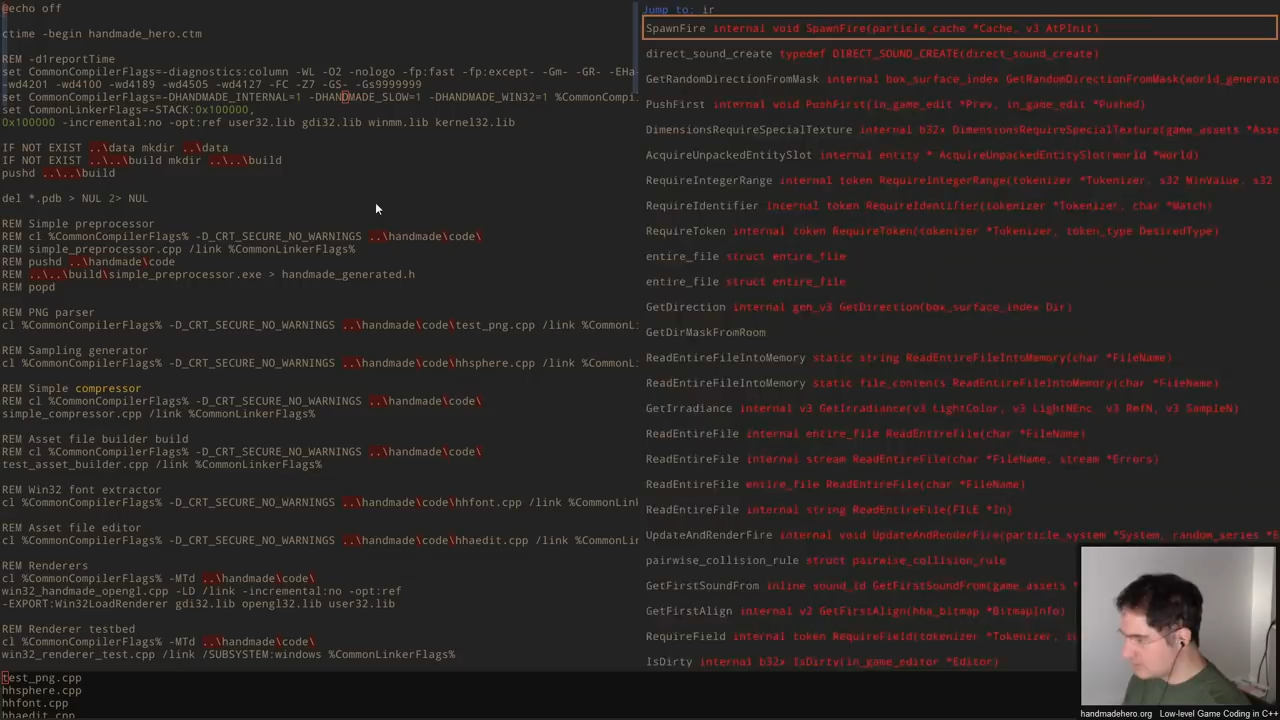 @echo off
ctime -begin handmade_hero.ctm
REM -d1reportTime
set CommonCompilerFlags=-diagnostics:column -WL -O2 -nologo -fp:fast -fp:except- -Gm- -GR- -EHa-
-wd4201 -wd4100 -wd4189 -wd4505 -wd4127 -FC -Z7 -GS- -Gs9999999
set CommonCompilerFlags=-DHANDMADE_INTERNAL=1 -DHANDMADE_SLOW=1 -DHANDMADE_WIN32=1 %CommonCompi
set CommonLinkerFlags=-STACK:0x100000,
0x100000 -incremental:no -opt:ref user32.lib gdi32.lib winmm.lib kernel32.lib
IF NOT EXIST ..\data mkdir ..\data
IF NOT EXIST ..\..\build mkdir ..\..\build
pushd ..\..\build
del *.pdb > NUL 2> NUL
REM Simple preprocessor
REM cl %CommonCompilerFlags% -D_CRT_SECURE_NO_WARNINGS ..\handmade\code\
REM simple_preprocessor.cpp /link %CommonLinkerFlags%
REM pushd ..\handmade\code
REM ..\..\build\simple_preprocessor.exe > handmade_generated.h
REM popd
REM PNG parser
cl %CommonCompilerFlags% -D_CRT_SECURE_NO_WARNINGS ..\handmade\code\test_png.cpp /link %CommonLi
REM Sampling generator
cl %CommonCompilerFlags% -D_CRT_SECURE_NO_WARNINGS ..\handmade\code\hhsphere.cpp /link %CommonLi
REM Simple compressor
REM cl %CommonCompilerFlags% -D_CRT_SECURE_NO_WARNINGS ..\handmade\code\
simple_compressor.cpp /link %CommonLinkerFlags%
REM Asset file builder build
REM cl %CommonCompilerFlags% -D_CRT_SECURE_NO_WARNINGS ..\handmade\code\
test_asset_builder.cpp /link %CommonLinkerFlags%
REM Win32 font extractor
cl %CommonCompilerFlags% -D_CRT_SECURE_NO_WARNINGS ..\handmade\code\hhfont.cpp /link %CommonLin
REM Asset file editor
cl %CommonCompilerFlags% -D_CRT_SECURE_NO_WARNINGS ..\handmade\code\hhaedit.cpp /link %CommonLi
REM Renderers
cl %CommonCompilerFlags% -MTd ..\handmade\code\
win32_handmade_opengl.cpp -LD /link -incremental:no -opt:ref
-EXPORT:Win32LoadRenderer gdi32.lib opengl32.lib user32.lib
REM Renderer testbed
cl %CommonCompilerFlags% -MTd ..\handmade\code\
win32_renderer_test.cpp /link /SUBSYSTEM:windows %CommonLinkerFlags%
test_png.cpp
hhsphere.cpp
hhfont.cpp
hhaedit.cpp
Jump to: ir
SpawnFire internal void SpawnFire(particle_cache *Cache, v3 AtPInit)
direct_sound_create typedef DIRECT_SOUND_CREATE(direct_sound_create)
GetRandomDirectionFromMask internal box_surface_index GetRandomDirectionFromMask(world_generato
PushFirst internal void PushFirst(in_game_edit *Prev, in_game_edit *Pushed)
DimensionsRequireSpecialTexture internal b32x DimensionsRequireSpecialTexture(game_assets *Asse
AcquireUnpackedEntitySlot internal entity * AcquireUnpackedEntitySlot(world *World)
RequireIntegerRange internal token RequireIntegerRange(tokenizer *Tokenizer, s32 MinValue, s32
RequireIdentifier internal token RequireIdentifier(tokenizer *Tokenizer, char *Match)
RequireToken internal token RequireToken(tokenizer *Tokenizer, token_type DesiredType)
entire_file struct entire_file
entire_file struct entire_file
GetDirection internal gen_v3 GetDirection(box_surface_index Dir)
GetDirMaskFromRoom
ReadEntireFileIntoMemory static string ReadEntireFileIntoMemory(char *FileName)
ReadEntireFileIntoMemory static file_contents ReadEntireFileIntoMemory(char *FileName)
GetIrradiance internal v3 GetIrradiance(v3 LightColor, v3 LightNEnc, v3 RefN, v3 SampleN)
ReadEntireFile internal entire_file ReadEntireFile(char *FileName)
ReadEntireFile internal stream ReadEntireFile(char *FileName, stream *Errors)
ReadEntireFile entire_file ReadEntireFile(char *FileName)
ReadEntireFile internal string ReadEntireFile(FILE *In)
UpdateAndRenderFire internal void UpdateAndRenderFire(particle_system *System, random_series *E
pairwise_collision_rule struct pairwise_collision_rule
GetFirstSoundFrom inline sound_id GetFirstSoundFrom(game_assets *
GetFirstAlign internal v2 GetFirstAlign(hha_bitmap *BitmapInfo)
RequireField internal token RequireField(tokenizer *Tokenizer, tok
IsDirty internal b32x IsDirty(in_game_editor *Editor)
handmadehero.org Low-level Game Coding in C++